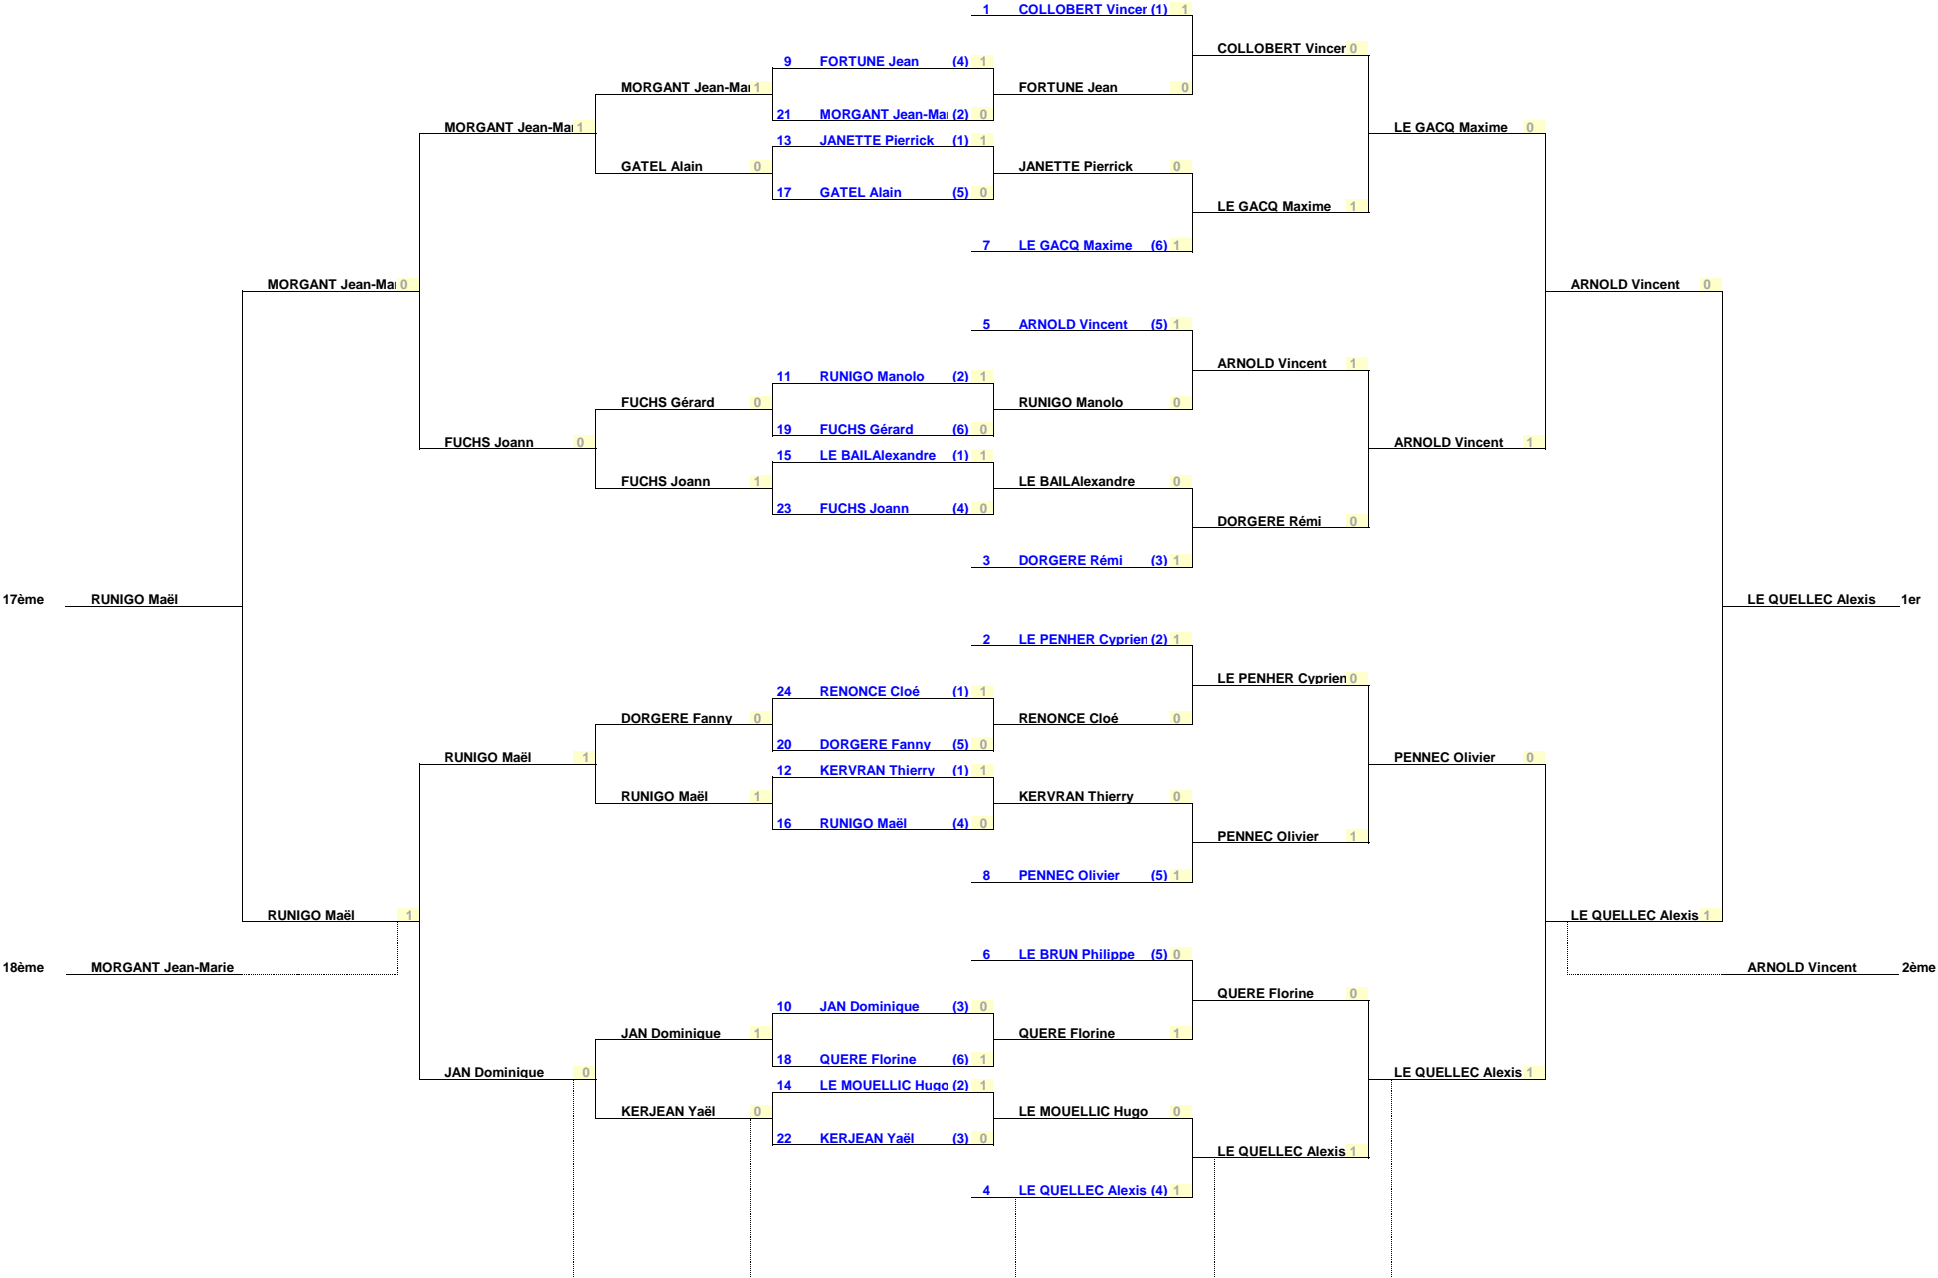 1 COLLOBERT Vincer (1) 1
COLLOBERT Vincer 0
9 FORTUNE Jean (4) 1
MORGANT Jean-Mar 1 FORTUNE Jean 0
21 MORGANT Jean-Mar (2) 0
MORGANT Jean-Mar 1 LE GACQ Maxime 0
13 JANETTE Pierrick (1) 1
GATEL Alain 0 JANETTE Pierrick 0
17 GATEL Alain (5) 0
LE GACQ Maxime 1
7 LE GACQ Maxime (6) 1
MORGANT Jean-Mar 0 ARNOLD Vincent 0
5 ARNOLD Vincent (5) 1
ARNOLD Vincent 1
11 RUNIGO Manolo (2) 1
FUCHS Gérard 0 RUNIGO Manolo 0
19 FUCHS Gérard (6) 0
FUCHS Joann 0 ARNOLD Vincent 1
15 LE BAILAlexandre (1) 1
FUCHS Joann 1 LE BAILAlexandre 0
23 FUCHS Joann (4) 0
DORGERE Rémi 0
3 DORGERE Rémi (3) 1
17ème RUNIGO Maël LE QUELLEC Alexis 1er
2 LE PENHER Cyprien (2) 1
LE PENHER Cyprien 0
24 RENONCE Cloé (1) 1
DORGERE Fanny 0 RENONCE Cloé 0
20 DORGERE Fanny (5) 0
RUNIGO Maël 1 PENNEC Olivier 0
12 KERVRAN Thierry (1) 1
RUNIGO Maël 1 KERVRAN Thierry 0
16 RUNIGO Maël (4) 0
PENNEC Olivier 1
8 PENNEC Olivier (5) 1
RUNIGO Maël 1 LE QUELLEC Alexis 1
6 LE BRUN Philippe (5) 0
18ème MORGANT Jean-Marie ARNOLD Vincent 2ème
QUERE Florine 0
10 JAN Dominique (3) 0
JAN Dominique 1 QUERE Florine 1
18 QUERE Florine (6) 1
JAN Dominique 0 LE QUELLEC Alexis 1
14 LE MOUELLIC Hugo (2) 1
KERJEAN Yaël 0 LE MOUELLIC Hugo 0
22 KERJEAN Yaël (3) 0
LE QUELLEC Alexis 1
4 LE QUELLEC Alexis (4) 1